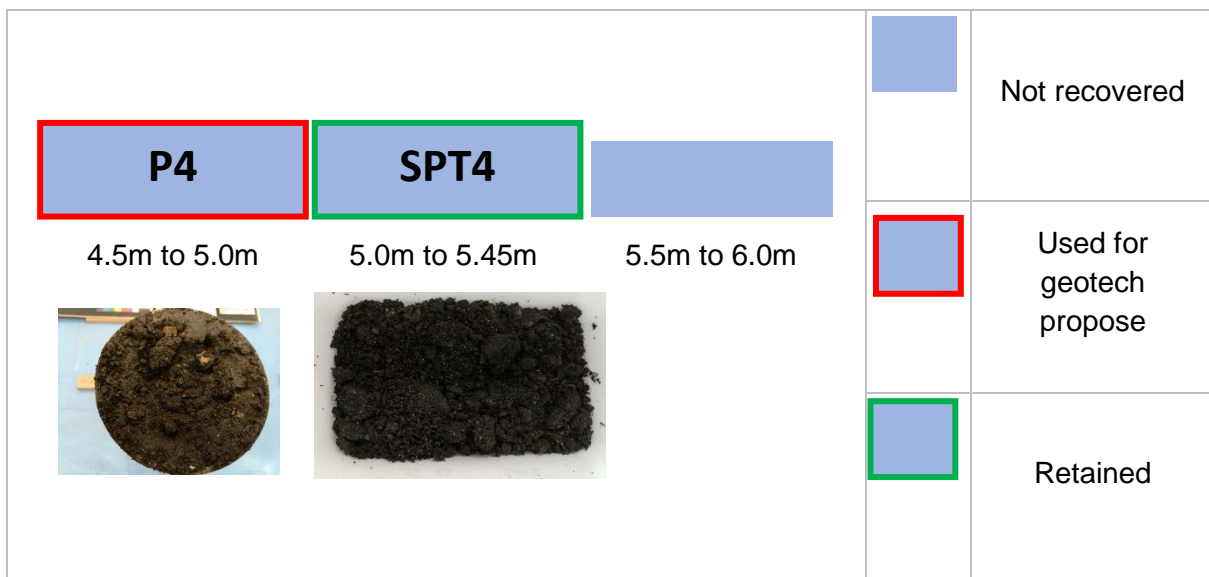 P4
SPT4
4.5m to 5.0m
5.0m to 5.45m
5.5m to 6.0m
Not recovered
Used for
geotech
propose
Retained